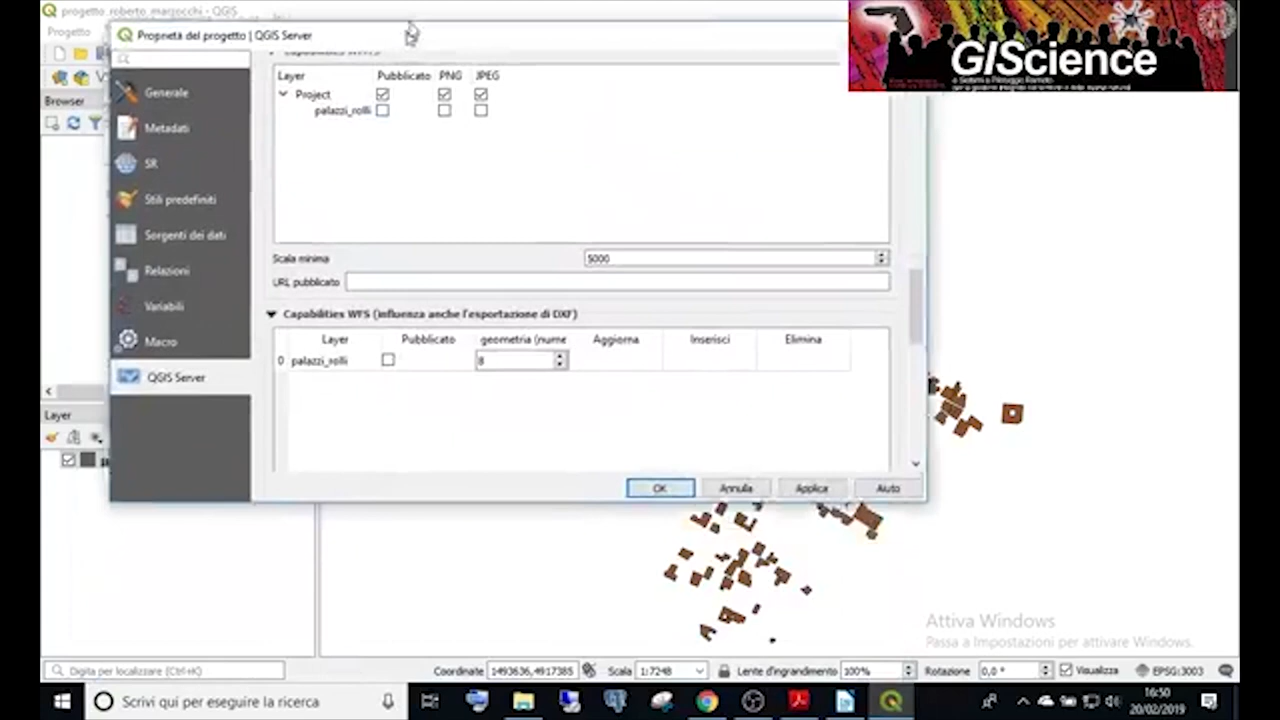 progetto_roberto_marzocchi - QGIS
Progetto
Proprietà del progetto | QGIS Server
GIScience
Browser
Generale
Metadati
SR
Stili predefiniti
Sorgenti dei dati
Relazioni
Variabili
Macro
QGIS Server
Layer Pubblicato PNG JPEG
Project
palazzi_rolli
Scala minima 5000
URL pubblicato
Capabilities WFS (influenza anche l'esportazione di DXF)
Layer Pubblicato geometria (nume Aggiorna Inserisci Elimina
0 palazzi_rolli 8
OK Annulla Applica Aiuto
Layer
Attiva Windows
Passa a Impostazioni per attivare Windows.
Digita per localizzare (Ctrl+K)
Coordinate 1493636,4917385 Scala 1:7248 Lente d'ingrandimento 100% Rotazione 0,0 ° Visualizza EPSG:3003
Scrivi qui per eseguire la ricerca
16:50
20/02/2019